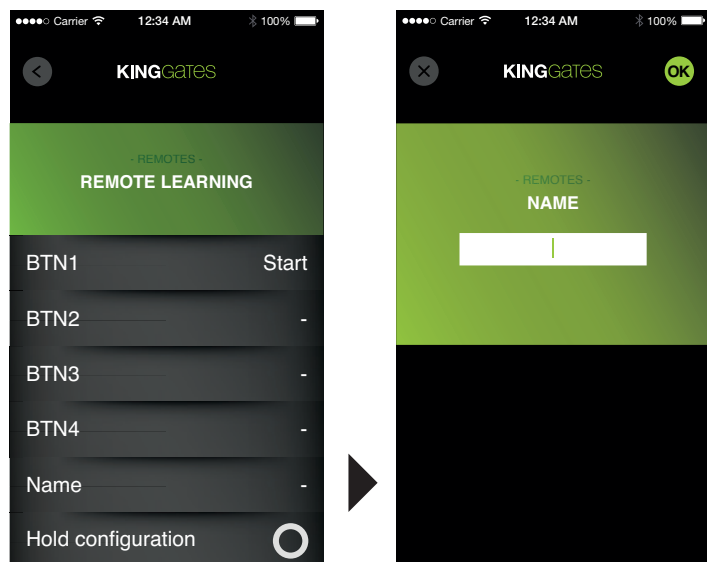 Carrier 12:34 AM 100%
KINGGATES
- REMOTES -
REMOTE LEARNING
BTN1 Start
BTN2 -
BTN3 -
BTN4 -
Name -
Hold configuration
Carrier 12:34 AM 100%
KINGGATES OK
- REMOTES -
NAME